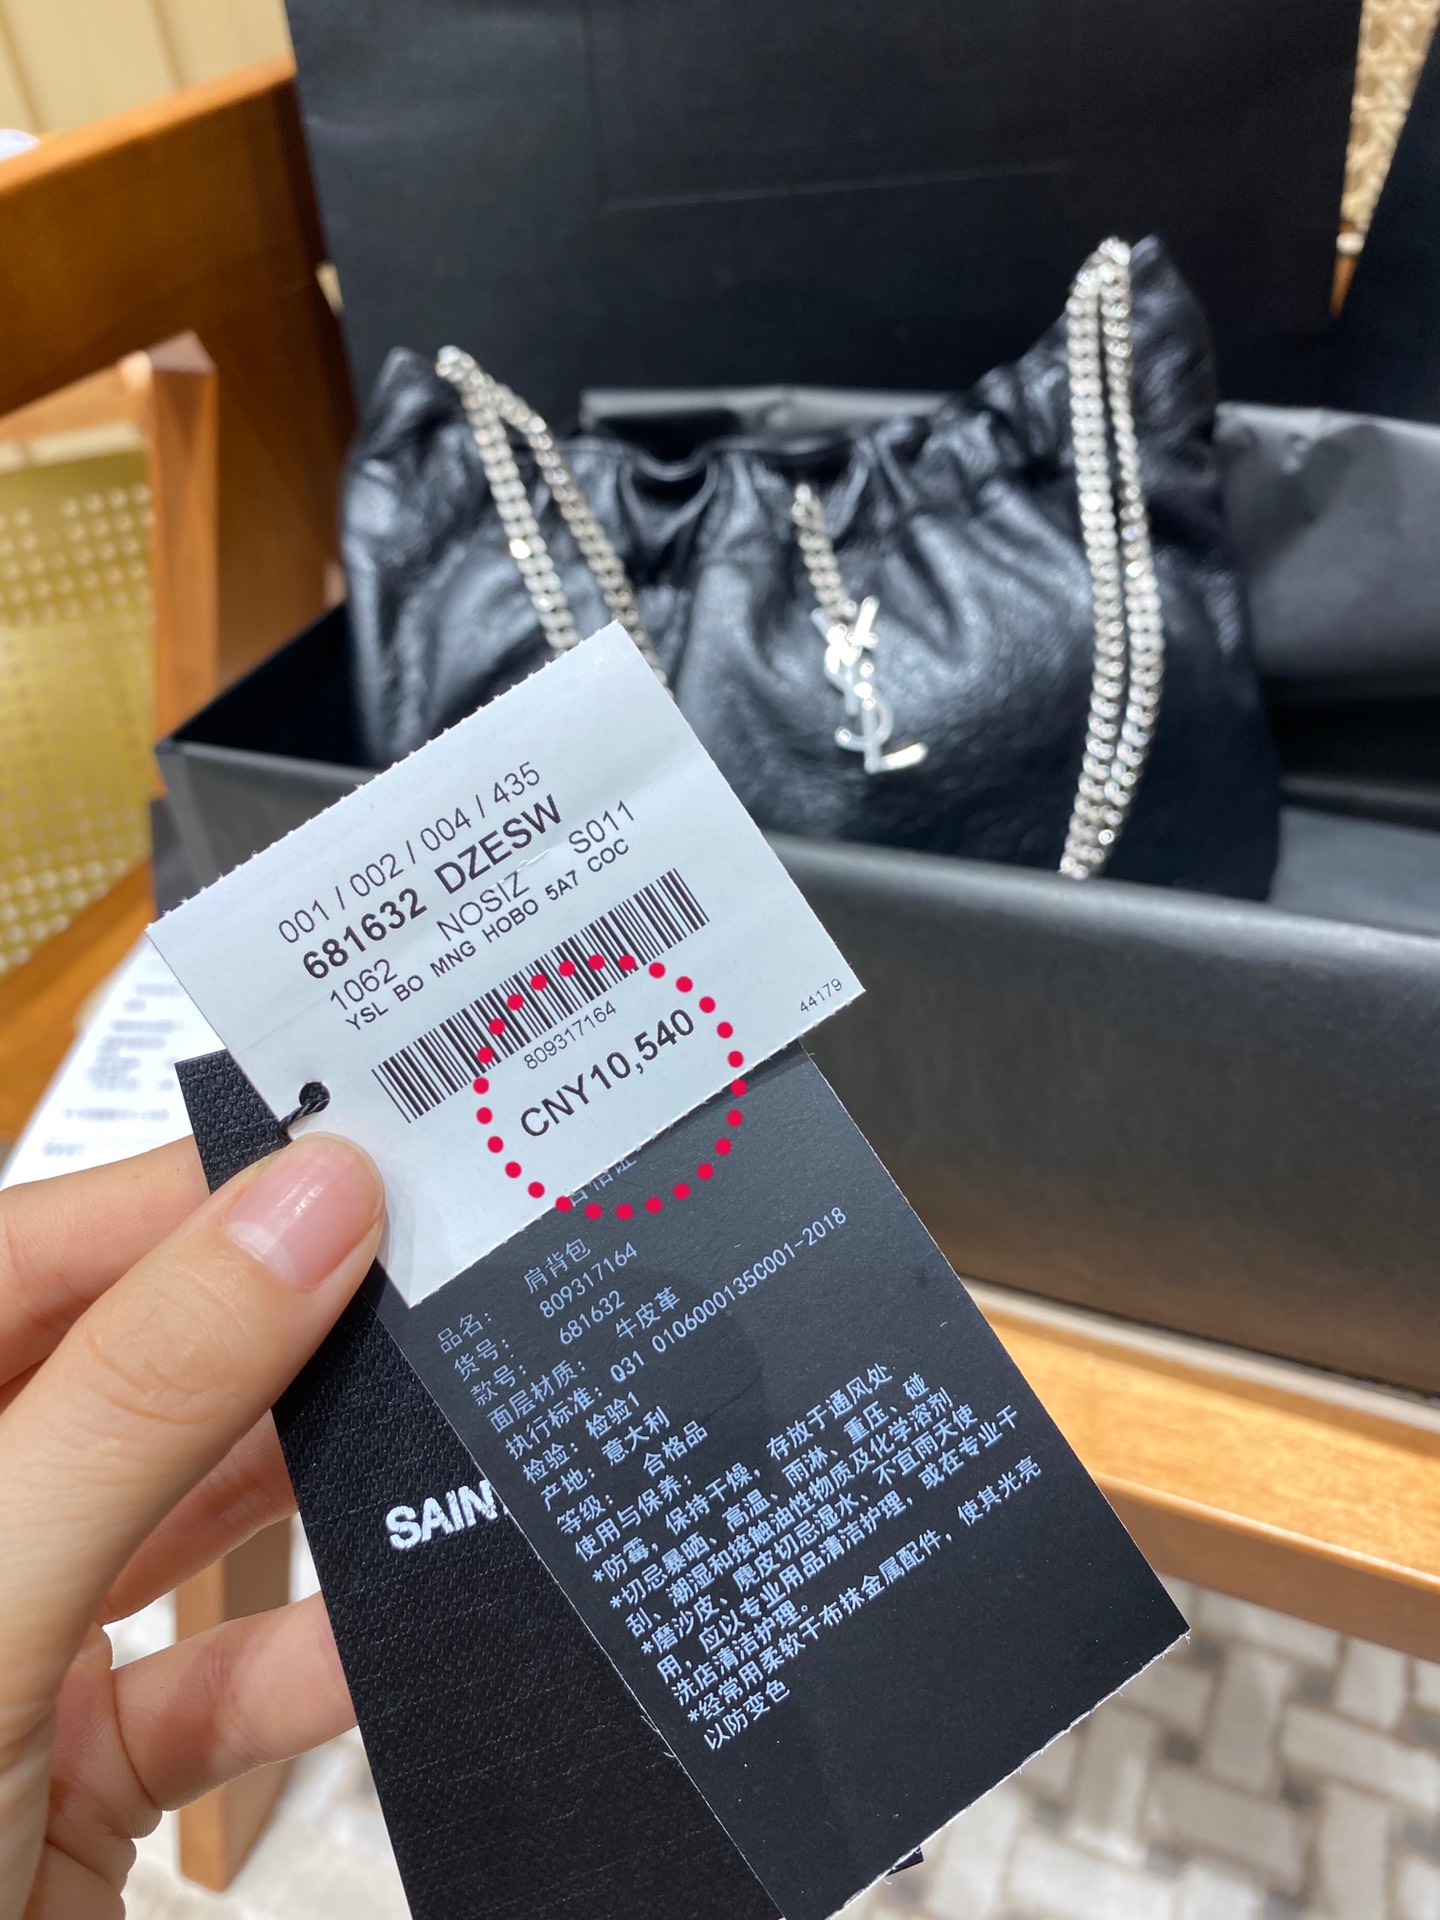 001 / 002 / 004 / 435
681632 DZESW
1062 NOSIZ S011
YSL BO MNG HOBO 5A7 COC
809317164
44179
CNY10,540
合格证
品名: 肩背包
货号: 809317164
款号: 681632
面层材质: 牛皮革
执行标准: Q31 0106000135C001-2018
检验: 检验1
产地: 意大利
等级: 合格品
使用与保养:
*防霉，保持干燥，存放于通风处
*切忌暴晒、高温、雨淋、重压、碰
刮、潮湿和接触油性物质及化学溶剂
*磨沙皮、麂皮切忌湿水、不宜雨天使
用，应以专业用品清洁护理，或在专业干
洗店清洁护理。
*经常用柔软干布抹金属配件，使其光亮
以防变色
SAIN
YSL